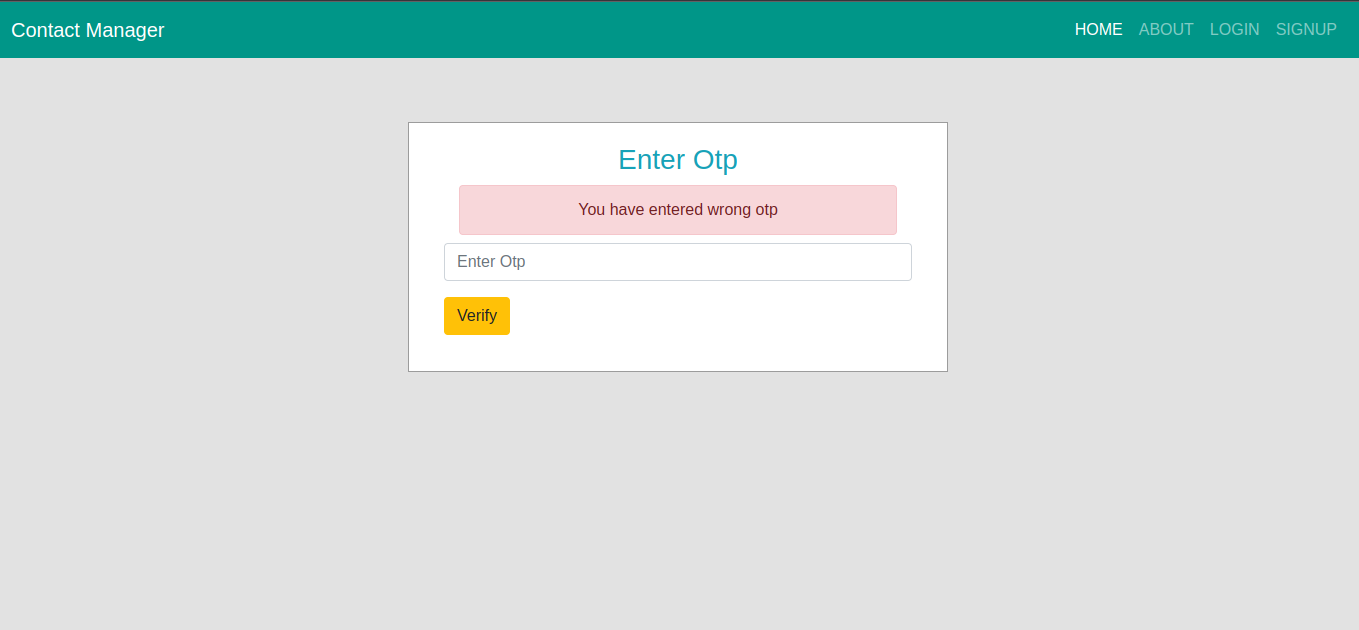 Contact Manager
HOME ABOUT LOGIN SIGNUP
Enter Otp
You have entered wrong otp
Enter Otp
Verify